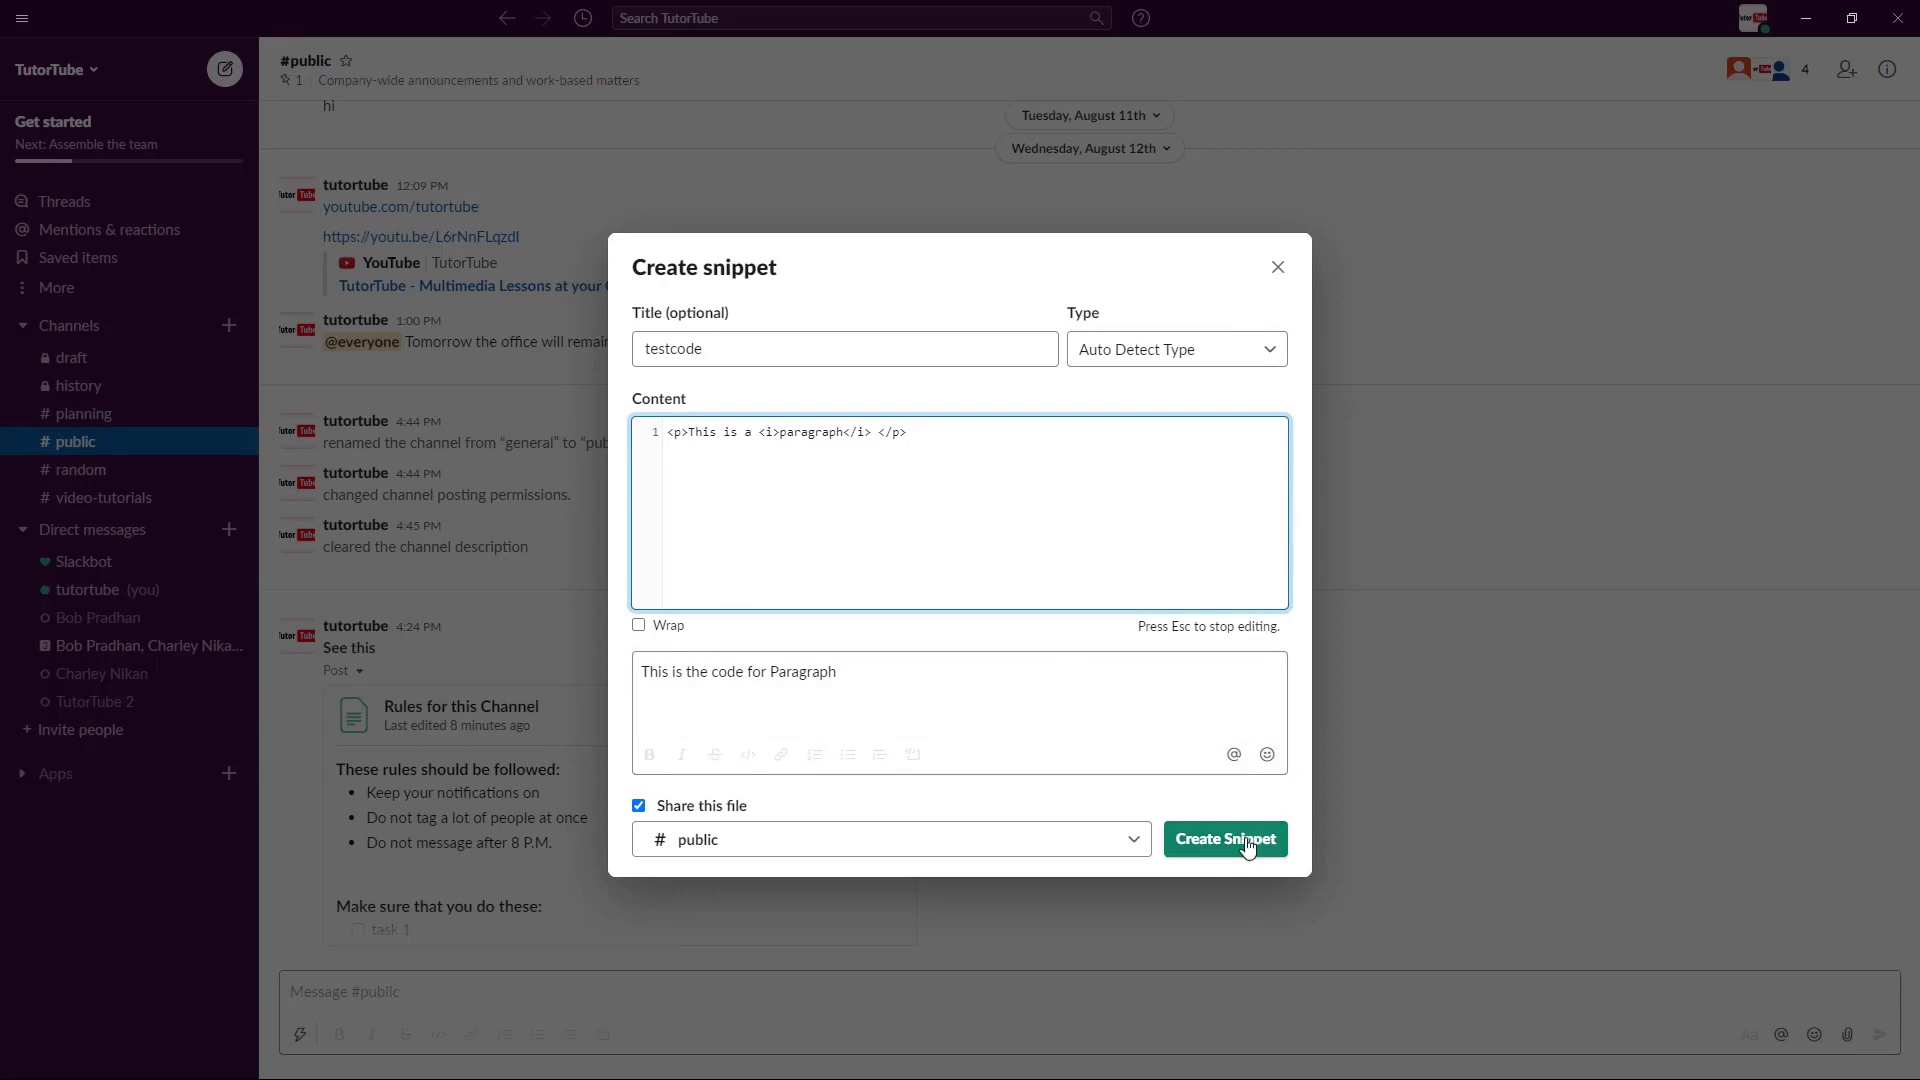 Search TutorTube
TutorTube
Get started
Next: Assemble the team
Threads
Mentions & reactions
Saved items
More
Channels
draft
history
# planning
# public
# random
# video-tutorials
Direct messages
Slackbot
tutortube (you)
Bob Pradhan
Bob Pradhan, Charley Nika...
Charley Nikan
TutorTube 2
+ Invite people
Apps
#public
1 | Company-wide announcements and work-based matters
4
hi
Tuesday, August 11th
Wednesday, August 12th
tutortube 12:09 PM
youtube.com/tutortube
https://youtu.be/L6rNnFLqzdI
YouTube | TutorTube
TutorTube - Multimedia Lessons at your
tutortube 1:00 PM
@everyone Tomorrow the office will remai
tutortube 4:44 PM
renamed the channel from "general" to "pub
tutortube 4:44 PM
changed channel posting permissions.
tutortube 4:45 PM
cleared the channel description
tutortube 4:24 PM
See this
Post
Rules for this Channel
Last edited 8 minutes ago
These rules should be followed:
• Keep your notifications on
• Do not tag a lot of people at once
• Do not message after 8 P.M.
Make sure that you do these:
task 1
Message #public
Create snippet
Title (optional)
Type
testcode
Auto Detect Type
Content
1 <p>This is a <i>paragraph</i> </p>
Wrap
Press Esc to stop editing.
This is the code for Paragraph
Share this file
# public
Create Snippet